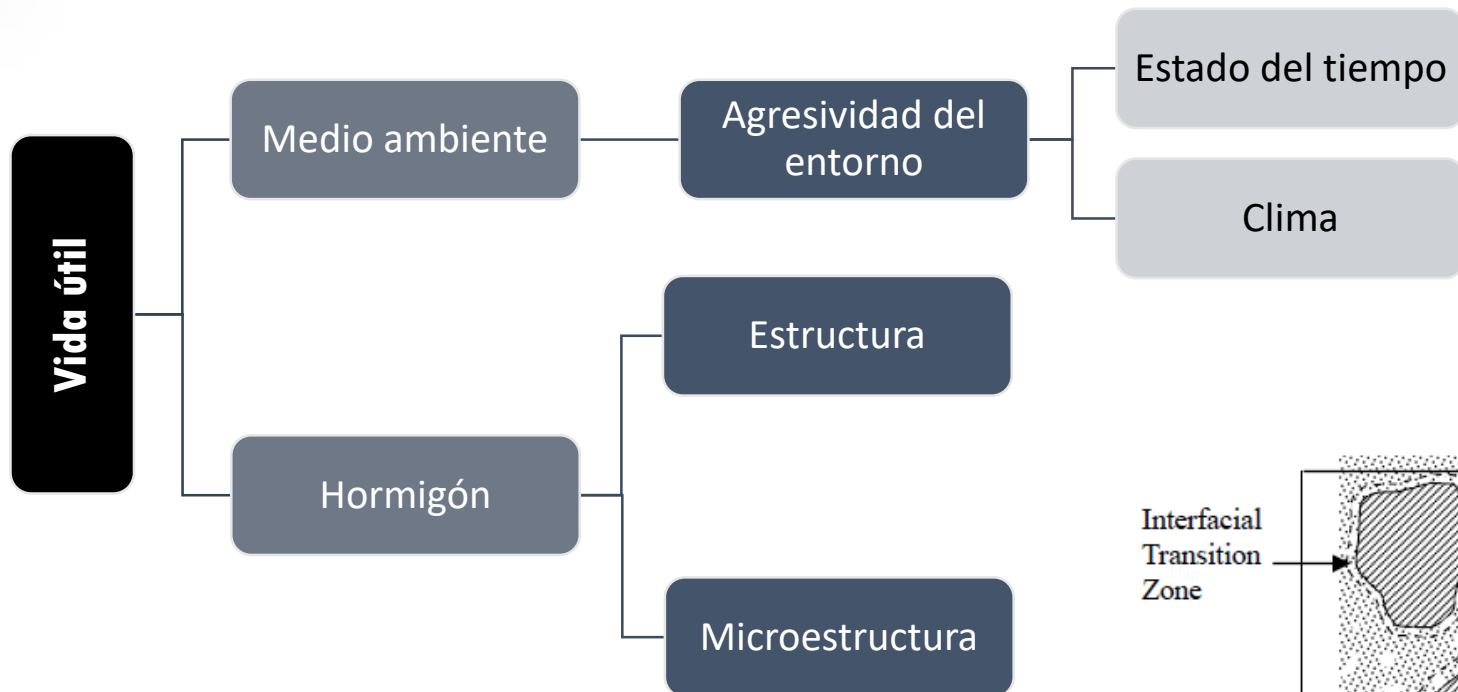 Vida útil
Medio ambiente
Agresividad del
entorno
Estado del tiempo
Clima
Hormigón
Estructura
Microestructura
Interfacial
Transition
Zone